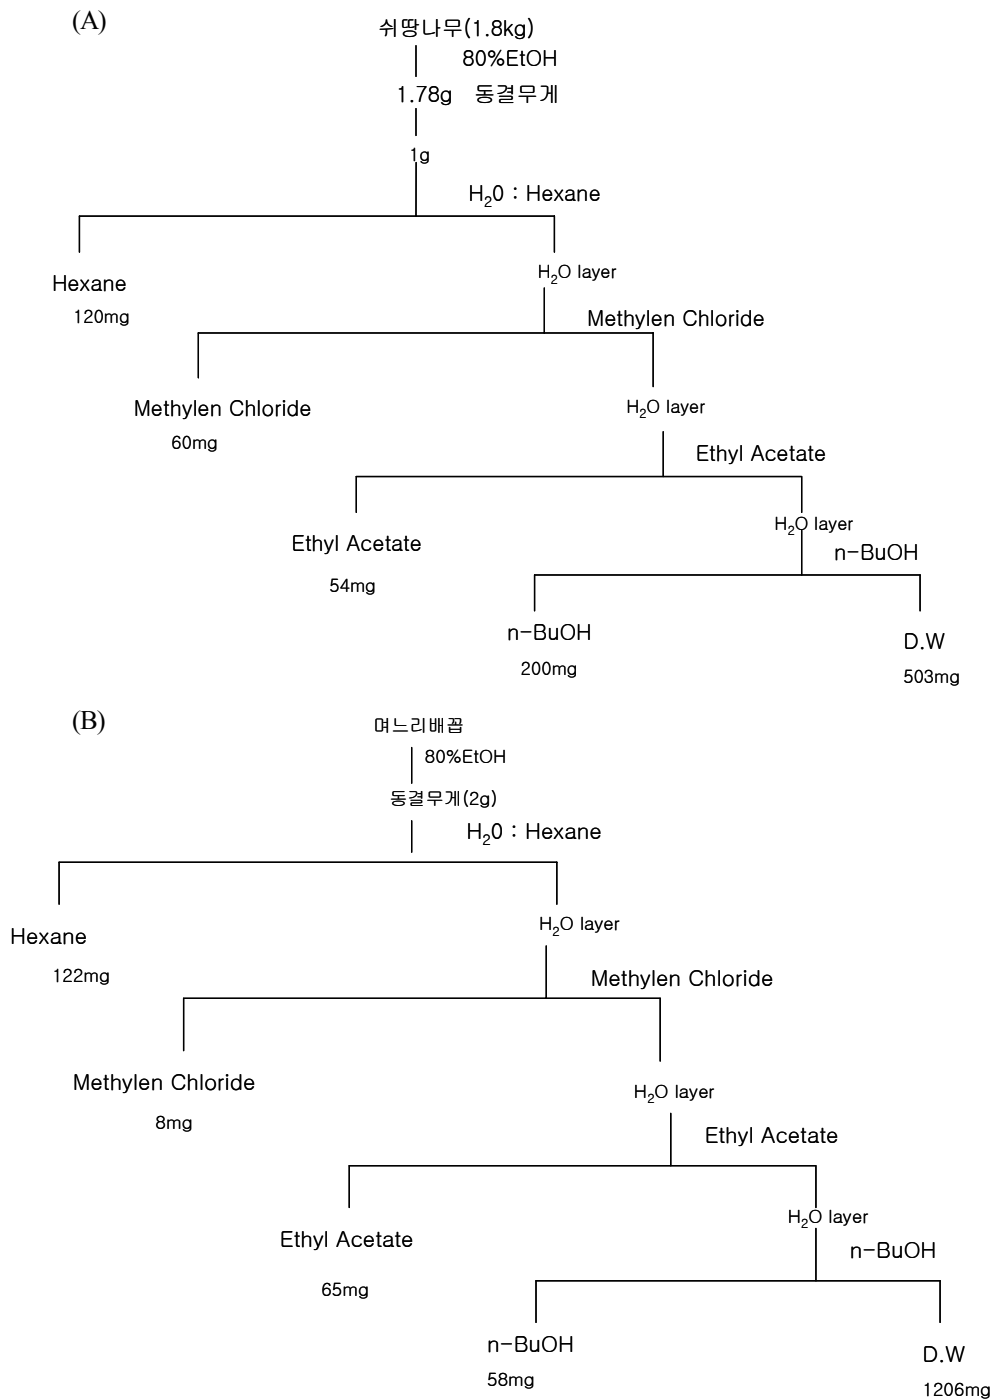 (A)
쉬땅나무(1.8kg)
80%EtOH
1.78g 동결무게
1g
H₂0 : Hexane
Hexane
120mg
H₂O layer
Methylen Chloride
Methylen Chloride
60mg
H₂O layer
Ethyl Acetate
Ethyl Acetate
54mg
H₂O layer
n-BuOH
n-BuOH
200mg
D.W
503mg
(B)
며느리배꼽
80%EtOH
동결무게(2g)
H₂0 : Hexane
Hexane
122mg
H₂O layer
Methylen Chloride
Methylen Chloride
8mg
H₂O layer
Ethyl Acetate
Ethyl Acetate
65mg
H₂O layer
n-BuOH
n-BuOH
58mg
D.W
1206mg